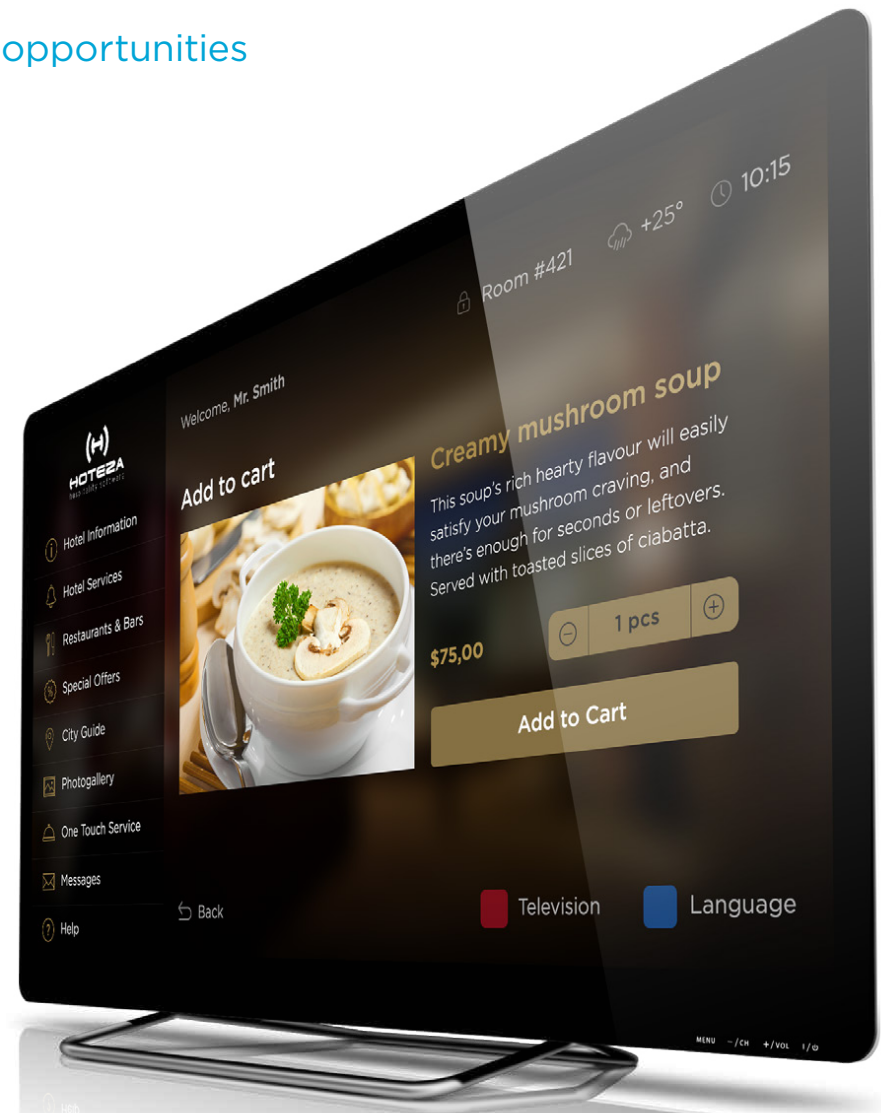 opportunities
10:15
+25°
Room #421
Welcome, Mr. Smith
HOTEZA
hospitality software
Hotel Information
Hotel Services
Restaurants & Bars
Special Offers
City Guide
Photogallery
One Touch Service
Messages
Help
Add to cart
Creamy mushroom soup
This soup's rich hearty flavour will easily
satisfy your mushroom craving, and
there's enough for seconds or leftovers.
Served with toasted slices of ciabatta.
$75,00
1 pcs
Add to Cart
Back
Television
Language
MENU −/CH +/VOL I/⏻